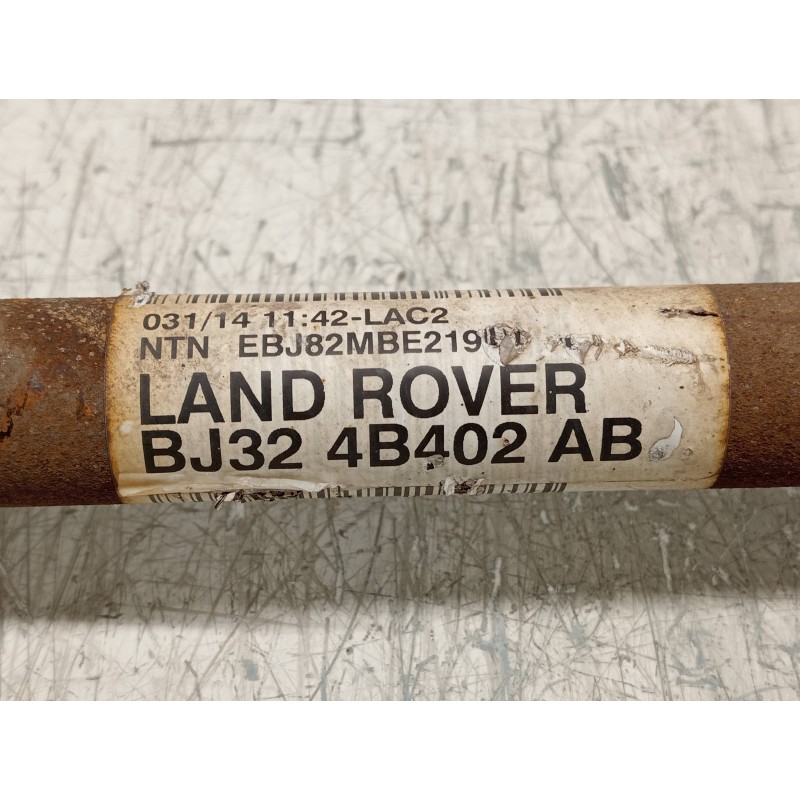 031/14 11:42-LAC2
NTN EBJ82MBE219
LAND ROVER
BJ32 4B402 AB